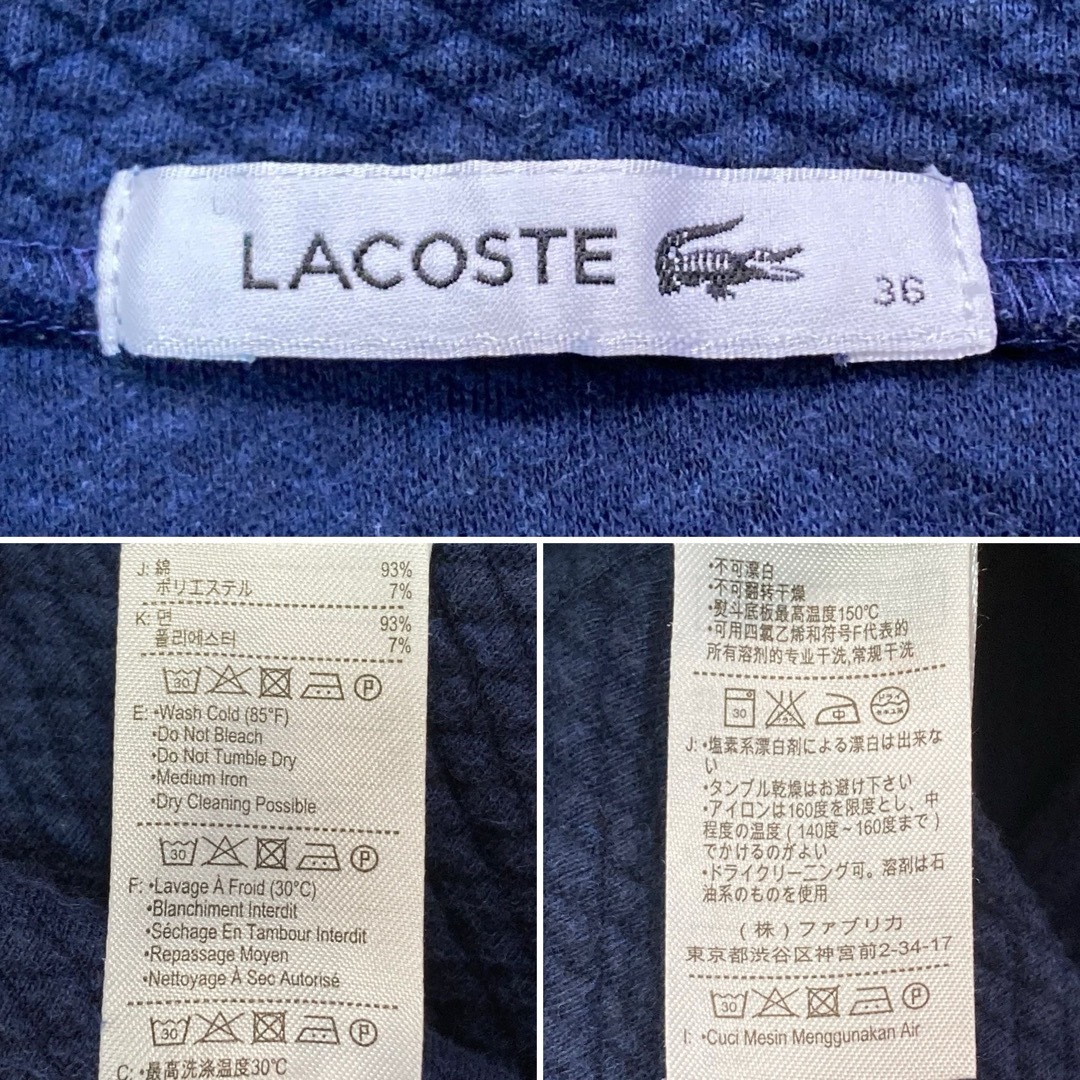 LACOSTE
36
J: 綿 93%
ポリエステル 7%
K: 면 93%
폴리에스터 7%
30 P
E: •Wash Cold (85°F)
•Do Not Bleach
•Do Not Tumble Dry
•Medium Iron
•Dry Cleaning Possible
30 P
F: •Lavage À Froid (30°C)
•Blanchiment Interdit
•Séchage En Tambour Interdit
•Repassage Moyen
•Nettoyage À Sec Autorisé
30 P
C: •最高洗涤温度30°C
•不可漂白
•不可翻转干燥
•熨斗底板最高温度150°C
•可用四氯乙烯和符号F代表的
所有溶剂的专业干洗,常规干洗
30 中 ドライ
J: •塩素系漂白剤による漂白は出来な
い
•タンブル乾燥はお避け下さい
•アイロンは160度を限度とし、中
程度の温度(140度~160度まで)
でかけるのがよい
•ドライクリーニング可。溶剤は石
油系のものを使用
(株)ファブリカ
東京都渋谷区神宮前2-34-17
30 P
I: •Cuci Mesin Menggunakan Air